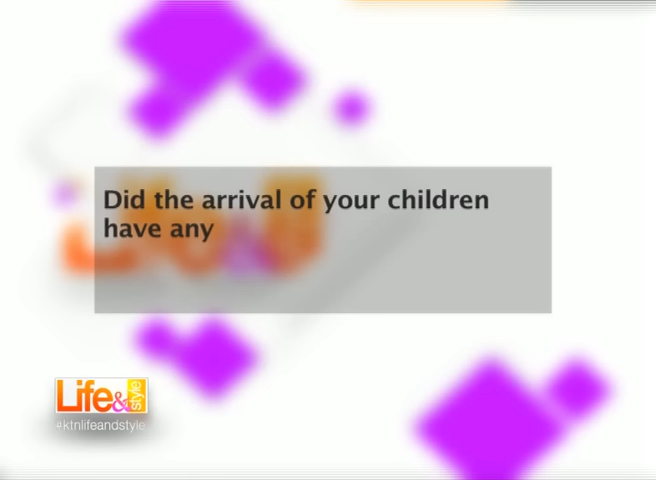 Did the arrival of your children
have any
Life&style
#ktnlifeandstyle